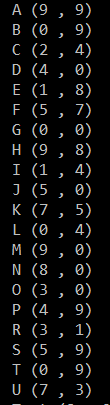 A (9 , 9)
B (0 , 9)
C (2 , 4)
D (4 , 0)
E (1 , 8)
F (5 , 7)
G (0 , 0)
H (9 , 8)
I (1 , 4)
J (5 , 0)
K (7 , 5)
L (0 , 4)
M (9 , 0)
N (8 , 0)
O (3 , 0)
P (4 , 9)
R (3 , 1)
S (5 , 9)
T (0 , 9)
U (7 , 3)